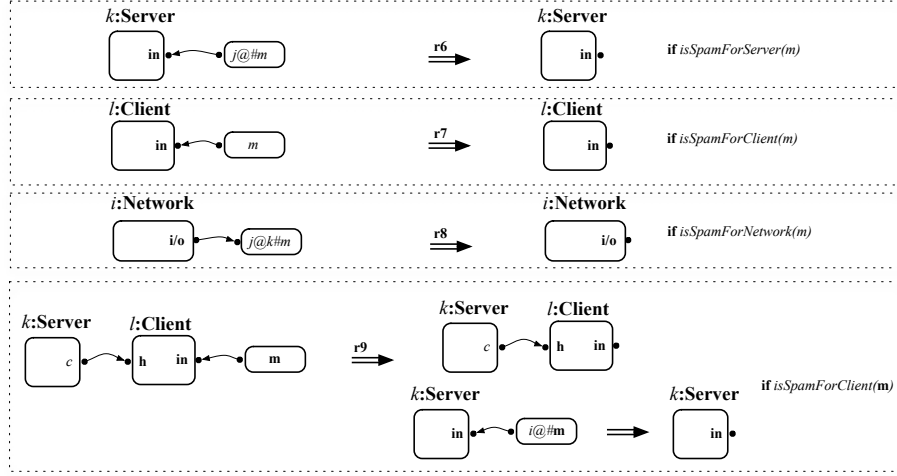 k:Server k:Server
in j@#m r6 in if isSpamForServer(m)
l:Client l:Client
in m r7 in if isSpamForClient(m)
i:Network i:Network
i/o j@k#m r8 i/o if isSpamForNetwork(m)
k:Server l:Client
k:Server l:Client
c h in m r9 c h in
if isSpamForClient(m)
k:Server k:Server
in i@#m in